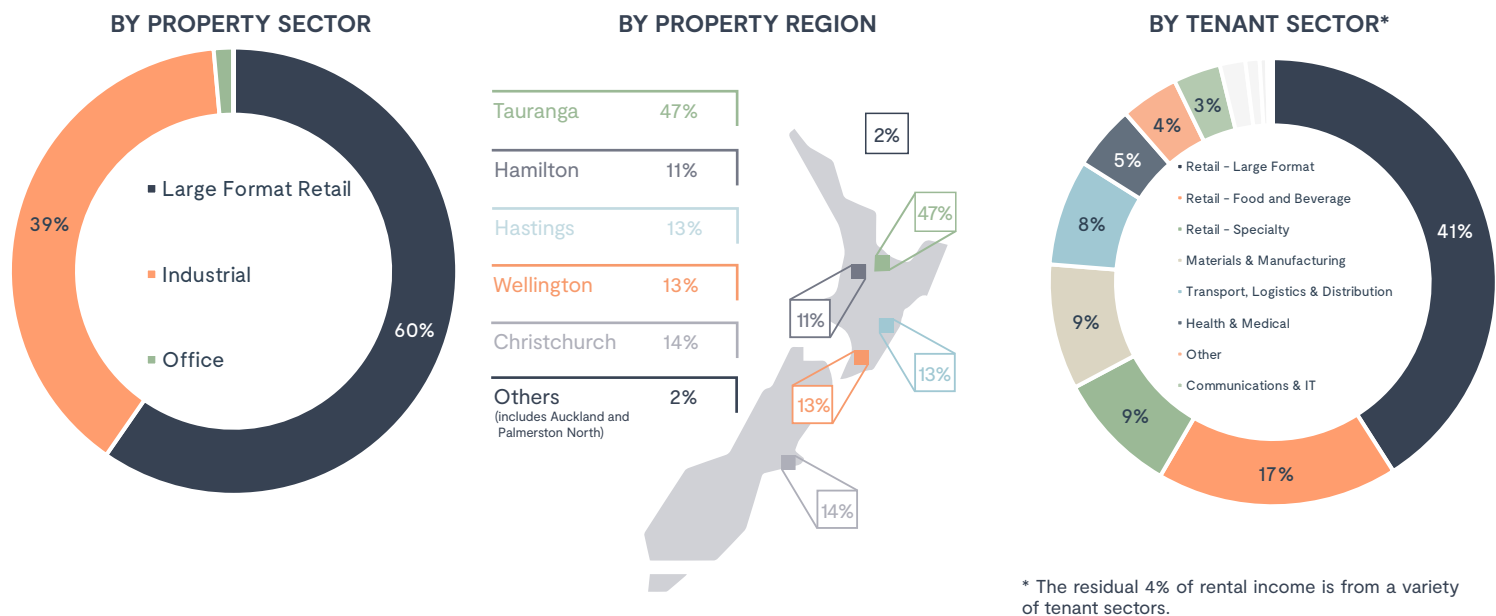 BY PROPERTY SECTOR
39%
60%
Large Format Retail
Industrial
Office
BY PROPERTY REGION
Tauranga 47%
Hamilton 11%
Hastings 13%
Wellington 13%
Christchurch 14%
Others 2%
(includes Auckland and
Palmerston North)
2%
47%
11%
13%
13%
14%
BY TENANT SECTOR*
3%
4%
5%
8%
9%
9%
17%
41%
Retail - Large Format
Retail - Food and Beverage
Retail - Specialty
Materials & Manufacturing
Transport, Logistics & Distribution
Health & Medical
Other
Communications & IT
* The residual 4% of rental income is from a variety
of tenant sectors.